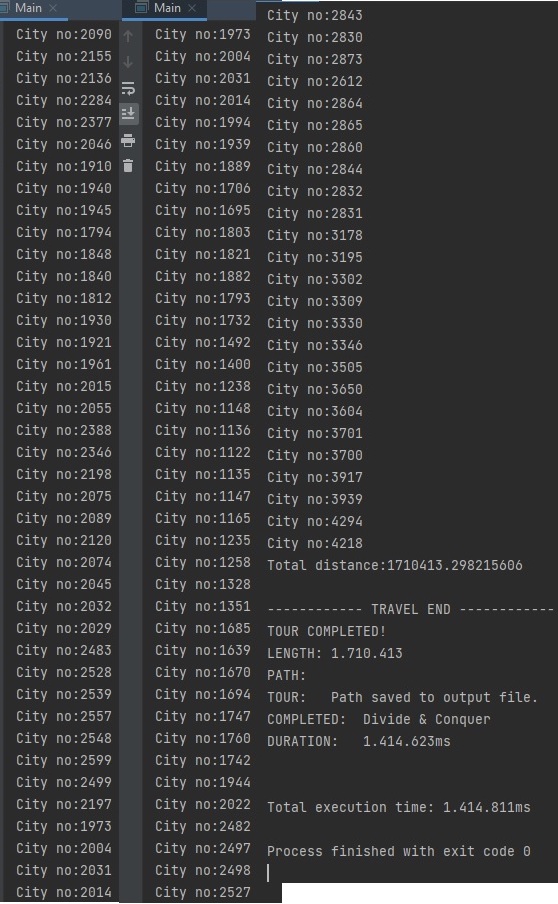 Main
City no:2090
City no:2155
City no:2136
City no:2284
City no:2377
City no:2046
City no:1910
City no:1940
City no:1945
City no:1794
City no:1848
City no:1840
City no:1812
City no:1930
City no:1921
City no:1961
City no:2015
City no:2055
City no:2388
City no:2346
City no:2198
City no:2075
City no:2089
City no:2120
City no:2074
City no:2045
City no:2032
City no:2029
City no:2483
City no:2528
City no:2539
City no:2557
City no:2548
City no:2599
City no:2499
City no:2197
City no:1973
City no:2004
City no:2031
City no:2014
Main
City no:1973
City no:2004
City no:2031
City no:2014
City no:1994
City no:1939
City no:1889
City no:1706
City no:1695
City no:1803
City no:1821
City no:1882
City no:1793
City no:1732
City no:1492
City no:1400
City no:1238
City no:1148
City no:1136
City no:1122
City no:1135
City no:1147
City no:1165
City no:1235
City no:1258
City no:1328
City no:1351
City no:1685
City no:1639
City no:1670
City no:1694
City no:1747
City no:1760
City no:1742
City no:1944
City no:2022
City no:2482
City no:2497
City no:2498
City no:2527
City no:2843
City no:2830
City no:2873
City no:2612
City no:2864
City no:2865
City no:2860
City no:2844
City no:2832
City no:2831
City no:3178
City no:3195
City no:3302
City no:3309
City no:3330
City no:3346
City no:3505
City no:3650
City no:3604
City no:3701
City no:3700
City no:3917
City no:3939
City no:4294
City no:4218
Total distance:1710413.298215606
------------ TRAVEL END ------------
TOUR COMPLETED!
LENGTH: 1.710.413
PATH:
TOUR:   Path saved to output file.
COMPLETED:  Divide & Conquer
DURATION:   1.414.623ms
Total execution time: 1.414.811ms
Process finished with exit code 0